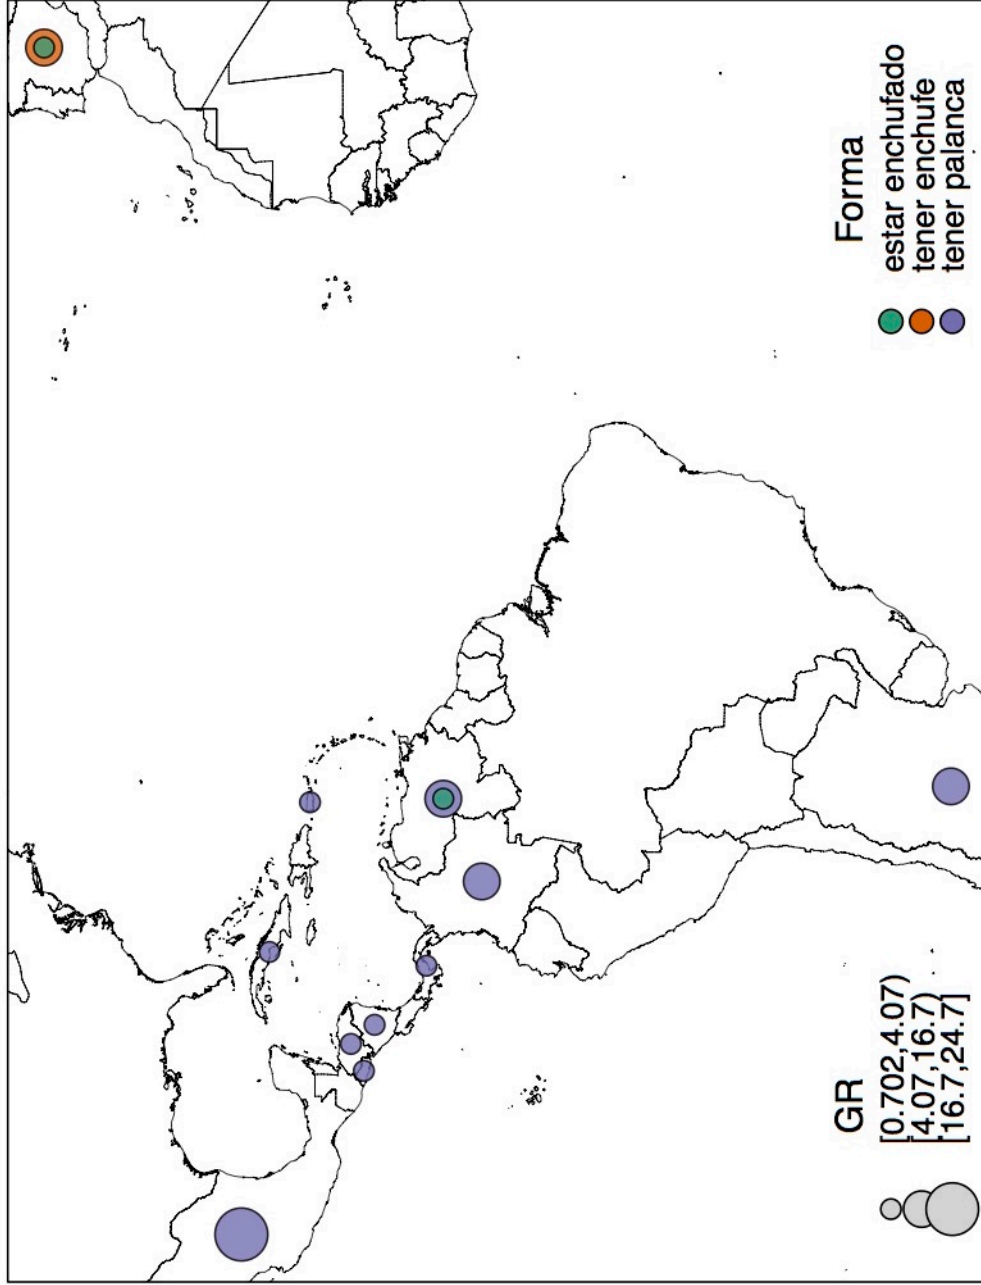 Forma
estar enchufado
tener enchufe
tener palanca
GR
[0.702,4.07)
[4.07,16.7)
[16.7,24.7]